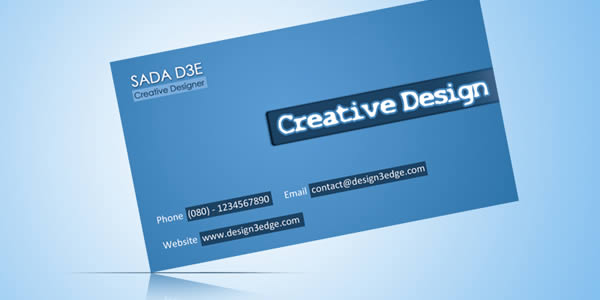 SADA D3E
Creative Designer
Creative Design
Phone (080) - 1234567890
Email contact@design3edge.com
Website www.design3edge.com